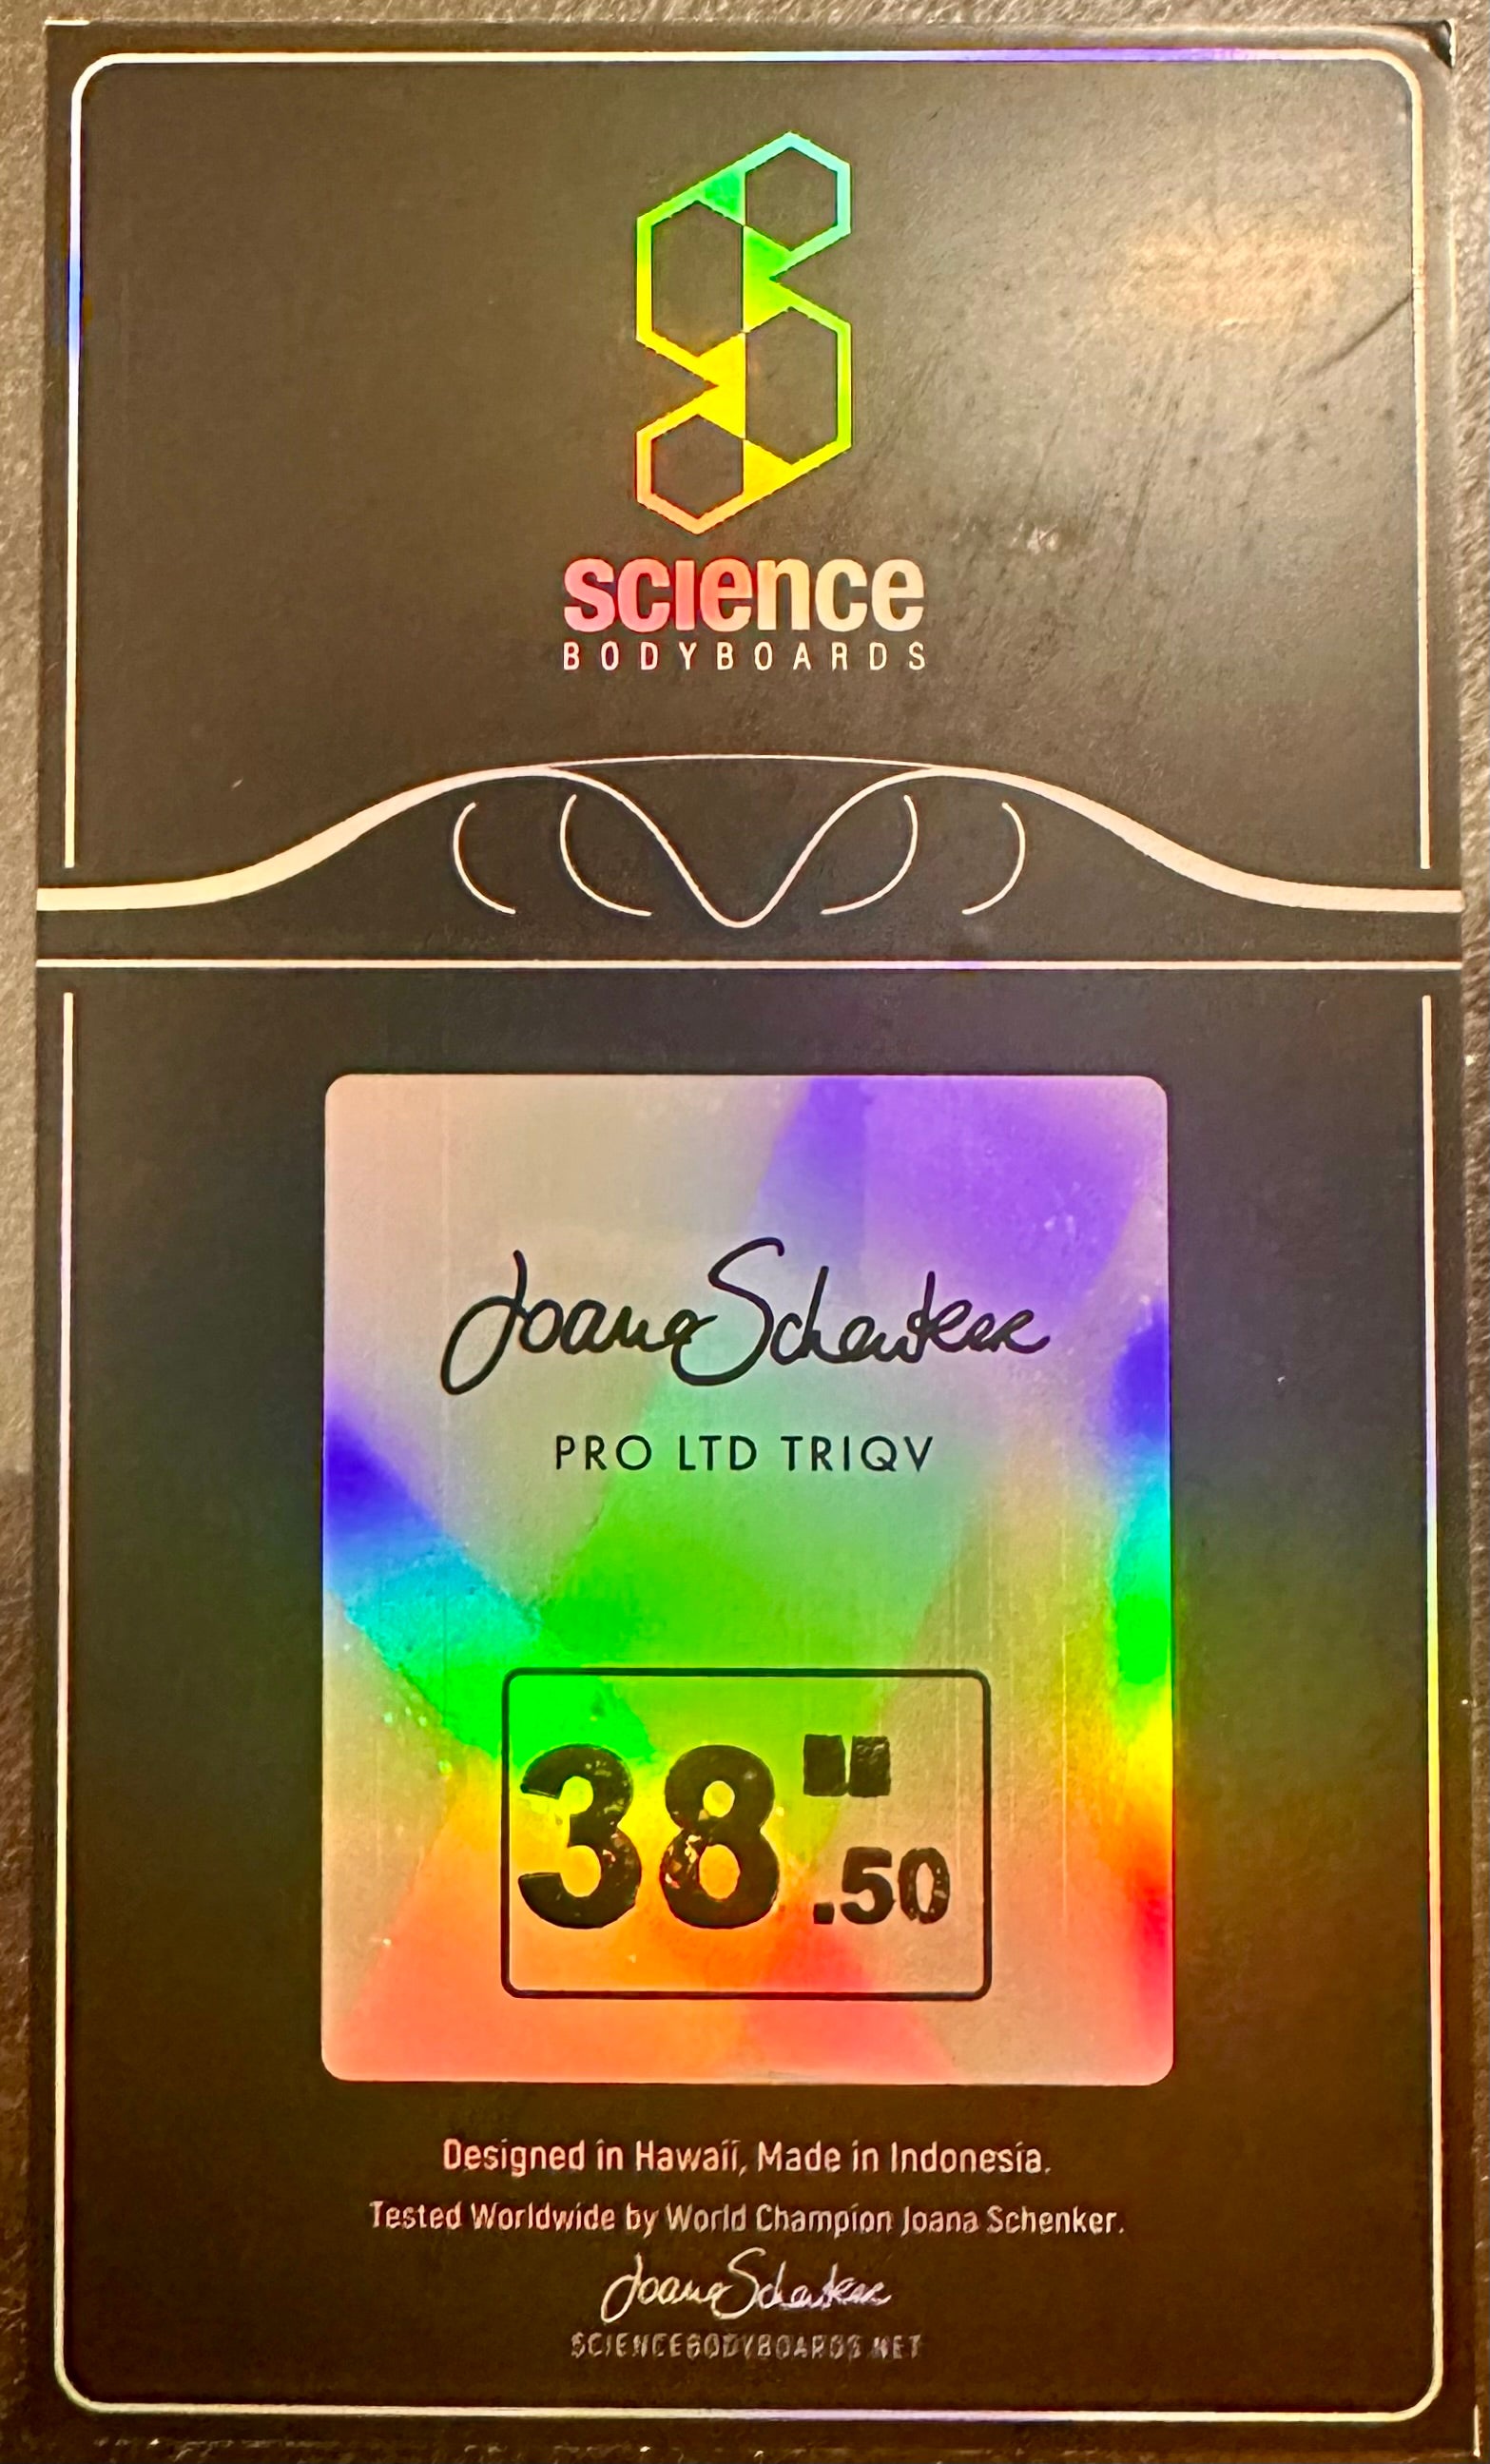 science
BODYBOARDS
Joana Schenker
PRO LTD TRIQV
38"
.50
Designed in Hawaii, Made in Indonesia.
Tested Worldwide by World Champion Joana Schenker.
Joana Schenker
SCIENCEBODYBOARDS.NET